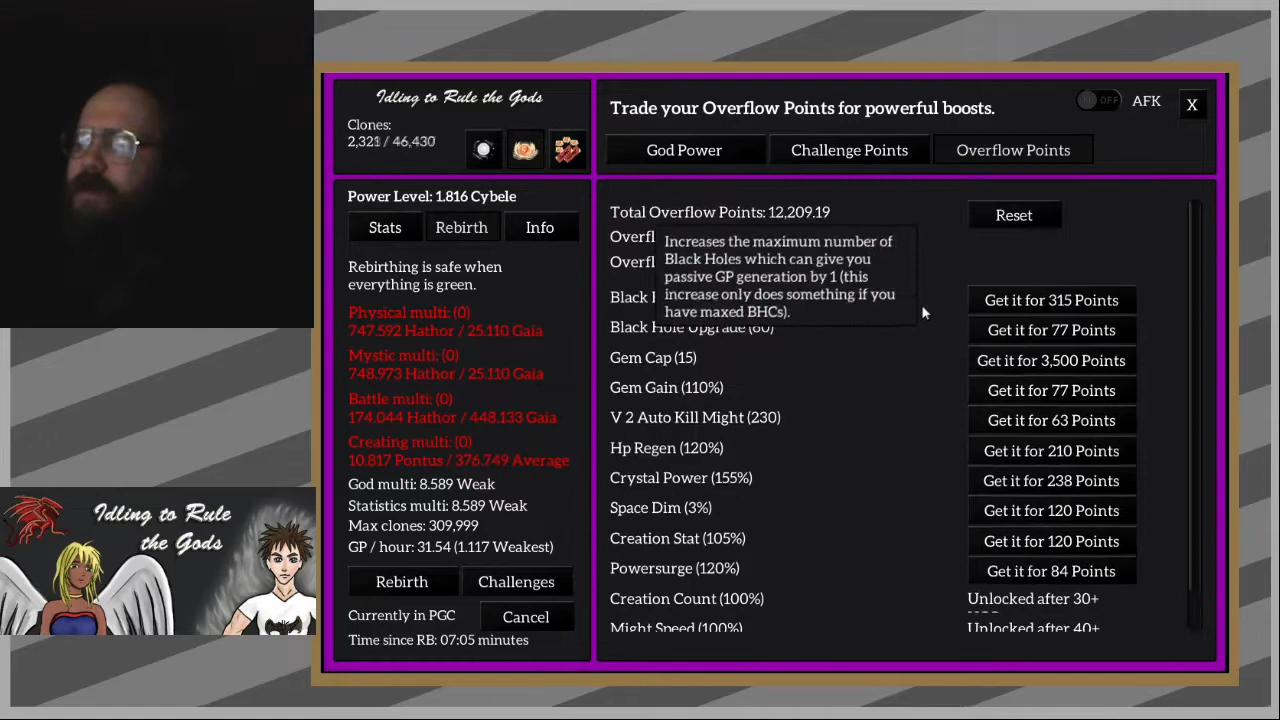 Idling to Rule the Gods
Clones:
2,321 / 46,430
Power Level: 1.816 Cybele
Stats
Rebirth
Info
Rebirthing is safe when
everything is green.
Physical multi: (0)
747.592 Hathor / 25.110 Gaia
Mystic multi: (0)
748.973 Hathor / 25.110 Gaia
Battle multi: (0)
174.044 Hathor / 448.133 Gaia
Creating multi: (0)
10.817 Pontus / 376.749 Average
God multi: 8.589 Weak
Statistics multi: 8.589 Weak
Max clones: 309,999
GP / hour: 31.54 (1.117 Weakest)
Rebirth
Challenges
Currently in PGC
Cancel
Time since RB: 07:05 minutes
Trade your Overflow Points for powerful boosts.
OFF
AFK
X
God Power
Challenge Points
Overflow Points
Total Overflow Points: 12,209.19
Reset
Increases the maximum number of
Black Holes which can give you
passive GP generation by 1 (this
increase only does something if you
have maxed BHCs).
Get it for 315 Points
Black Hole Upgrade (60)
Get it for 77 Points
Gem Cap (15)
Get it for 3,500 Points
Gem Gain (110%)
Get it for 77 Points
V 2 Auto Kill Might (230)
Get it for 63 Points
Hp Regen (120%)
Get it for 210 Points
Crystal Power (155%)
Get it for 238 Points
Space Dim (3%)
Get it for 120 Points
Creation Stat (105%)
Get it for 120 Points
Powersurge (120%)
Get it for 84 Points
Creation Count (100%)
Unlocked after 30+
Might Speed (100%)
Unlocked after 40+
Idling to Rule
the Gods